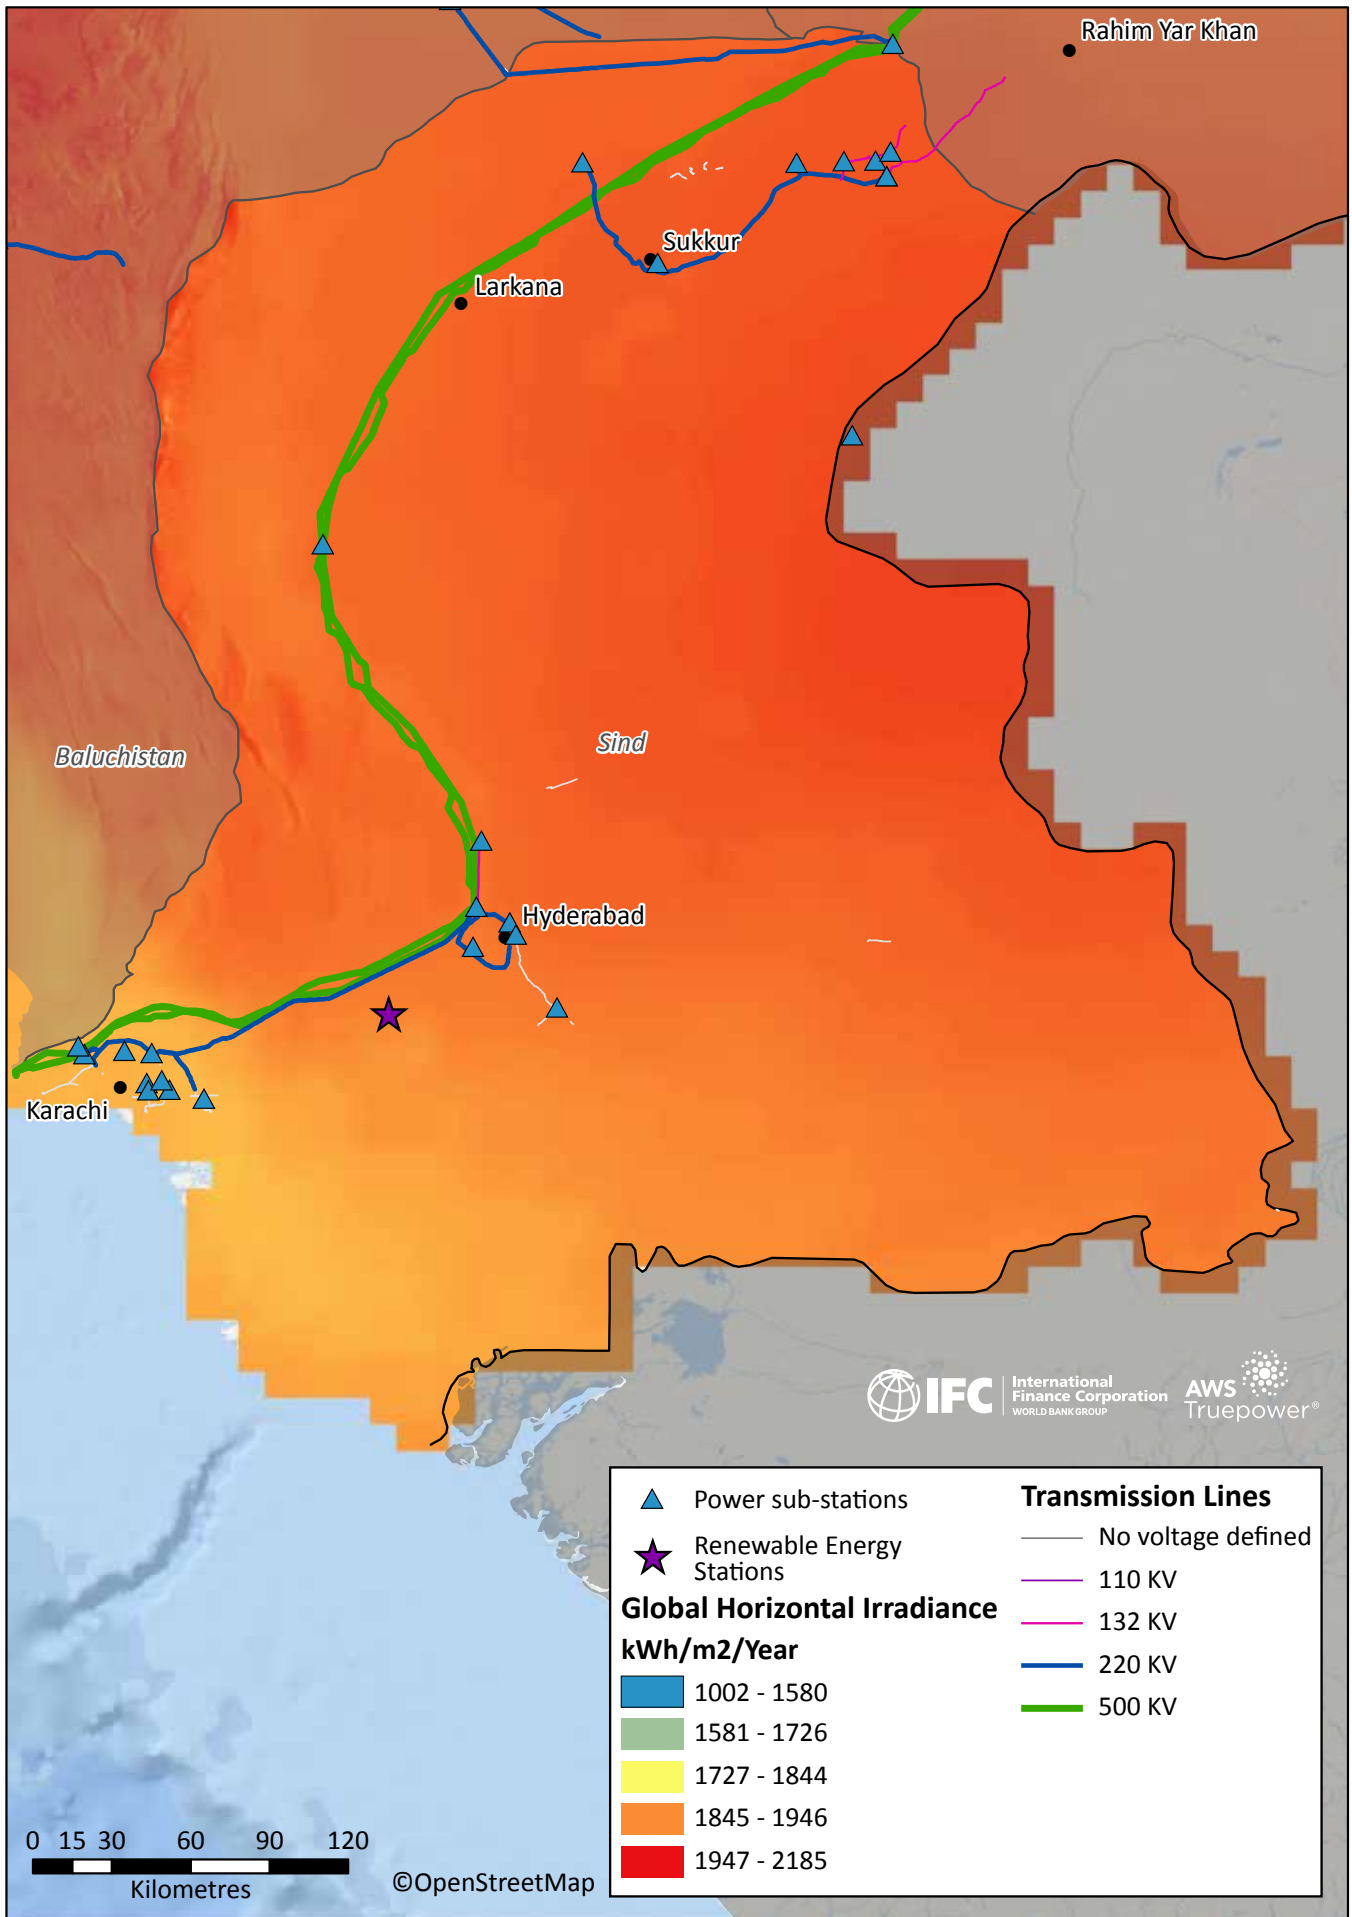 Rahim Yar Khan
Sukkur
Larkana
Baluchistan
Sind
Hyderabad
Karachi
IFC
International
Finance Corporation
WORLD BANK GROUP
AWS
Truepower®
Power sub-stations
Renewable Energy
Stations
Global Horizontal Irradiance
kWh/m2/Year
1002 - 1580
1581 - 1726
1727 - 1844
1845 - 1946
1947 - 2185
Transmission Lines
No voltage defined
110 KV
132 KV
220 KV
500 KV
0 15 30 60 90 120
Kilometres
©OpenStreetMap